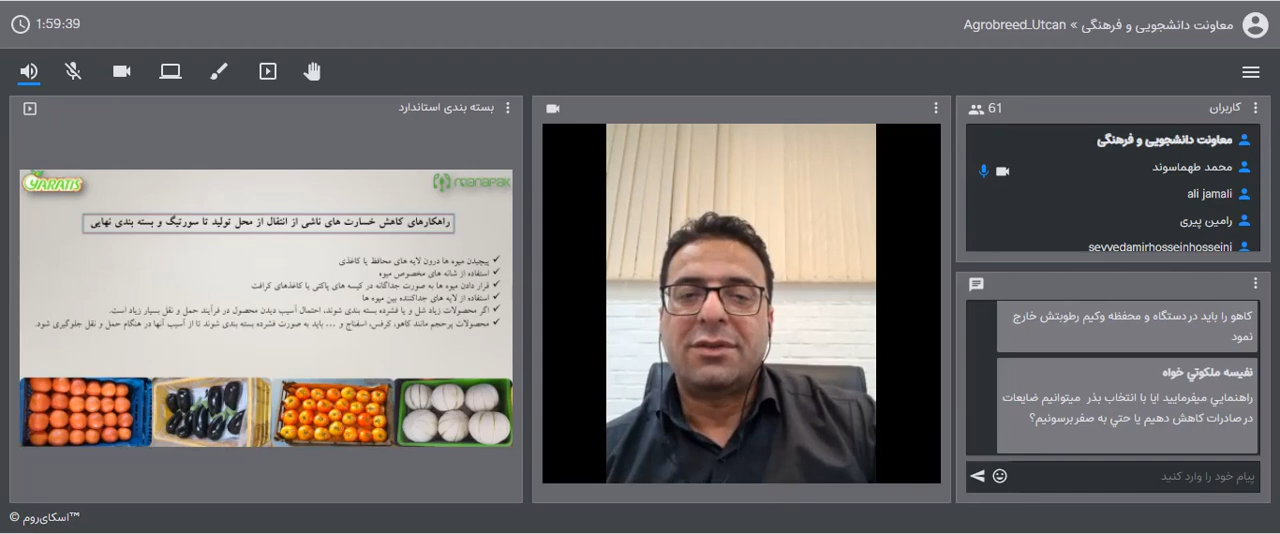 1:59:39
معاونت دانشجویی و فرهنگی » Agrobreed_Utcan
بسته بندی استاندارد
YARATIS
manapak
راهکارهای کاهش خسارت های ناشی از انتقال از محل تولید تا سورتیگ و بسته بندی نهایی
پیچیدن میوه ها درون لایه های محافظ یا کاغذی
استفاده از شانه های مخصوص میوه
قرار دادن میوه ها به صورت جداگانه در کیسه های پاکتی یا کاغذهای کرافت
استفاده از لایه های جداکننده بین میوه ها
اگر محصولات زیاد شل و یا فشرده بسته بندی شوند، احتمال آسیب دیدن محصول در فرآیند حمل و نقل بسیار زیاد است.
محصولات پرحجم مانند کاهو، کرفس، اسفناج و ... باید به صورت فشرده بسته بندی شوند تا از آسیب آنها در هنگام حمل و نقل جلوگیری شود.
کاربران
61
معاونت دانشجویی و فرهنگی
محمد طهماسوند
ali jamali
رامین پیری
seyyedamirhosseinhosseini
کاهو را باید در دستگاه و محفظه وکیم رطوبتش خارج
نمود
نفیسه ملکوتي خواه
راهنمايي میفرمایید ایا با انتخاب بذر میتوانیم ضایعات
در صادرات کاهش دهیم یا حتي به صفر برسونیم؟
پیام خود را وارد کنید
© اسکای‌روم™